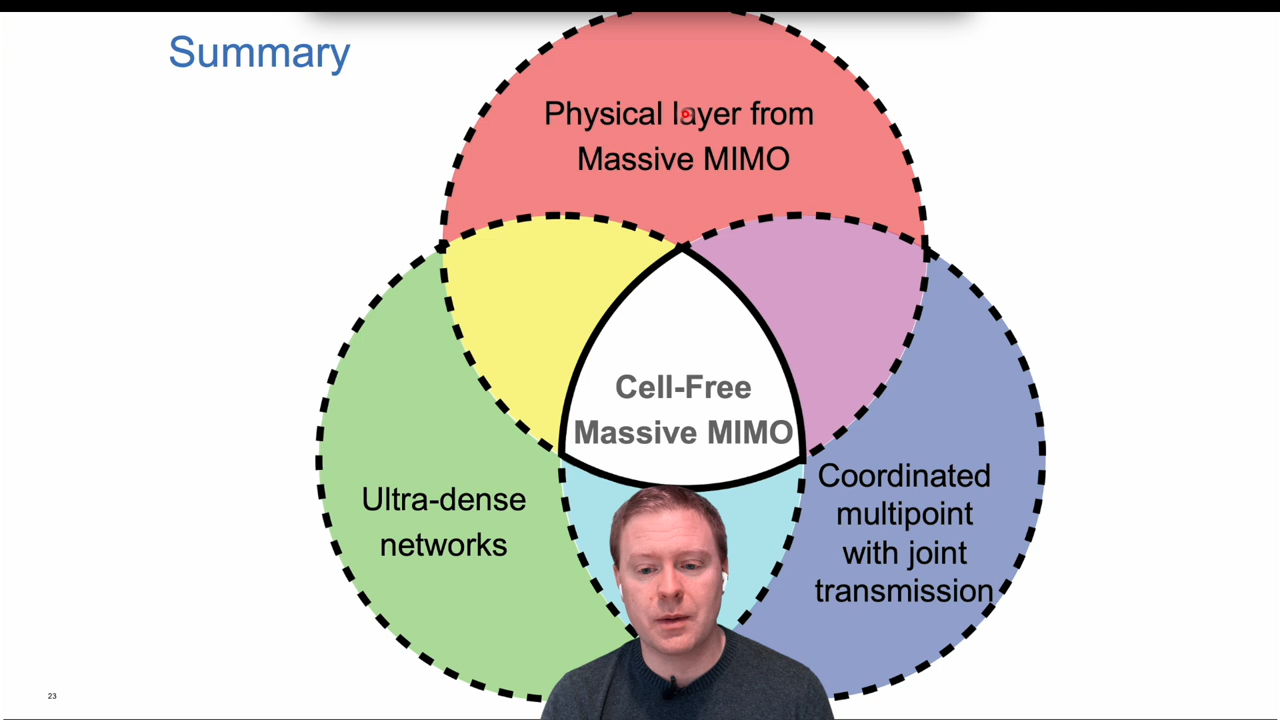 Summary
Physical layer from
Massive MIMO
Cell-Free
Massive MIMO
Ultra-dense
networks
Coordinated
multipoint
with joint
transmission
23